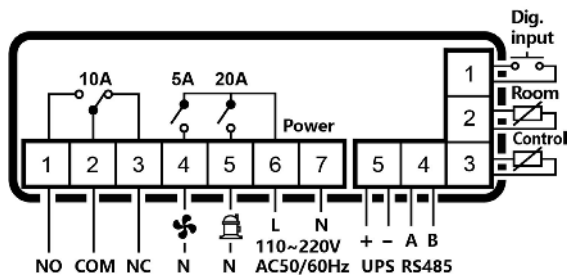 Dig.
input
10A
5A
20A
Power
1
Room
2
Control
3
1
2
3
4
5
6
7
5
4
+
−
A
B
L
N
110~220V
NO
COM
NC
N
N
AC50/60Hz
UPS
RS485